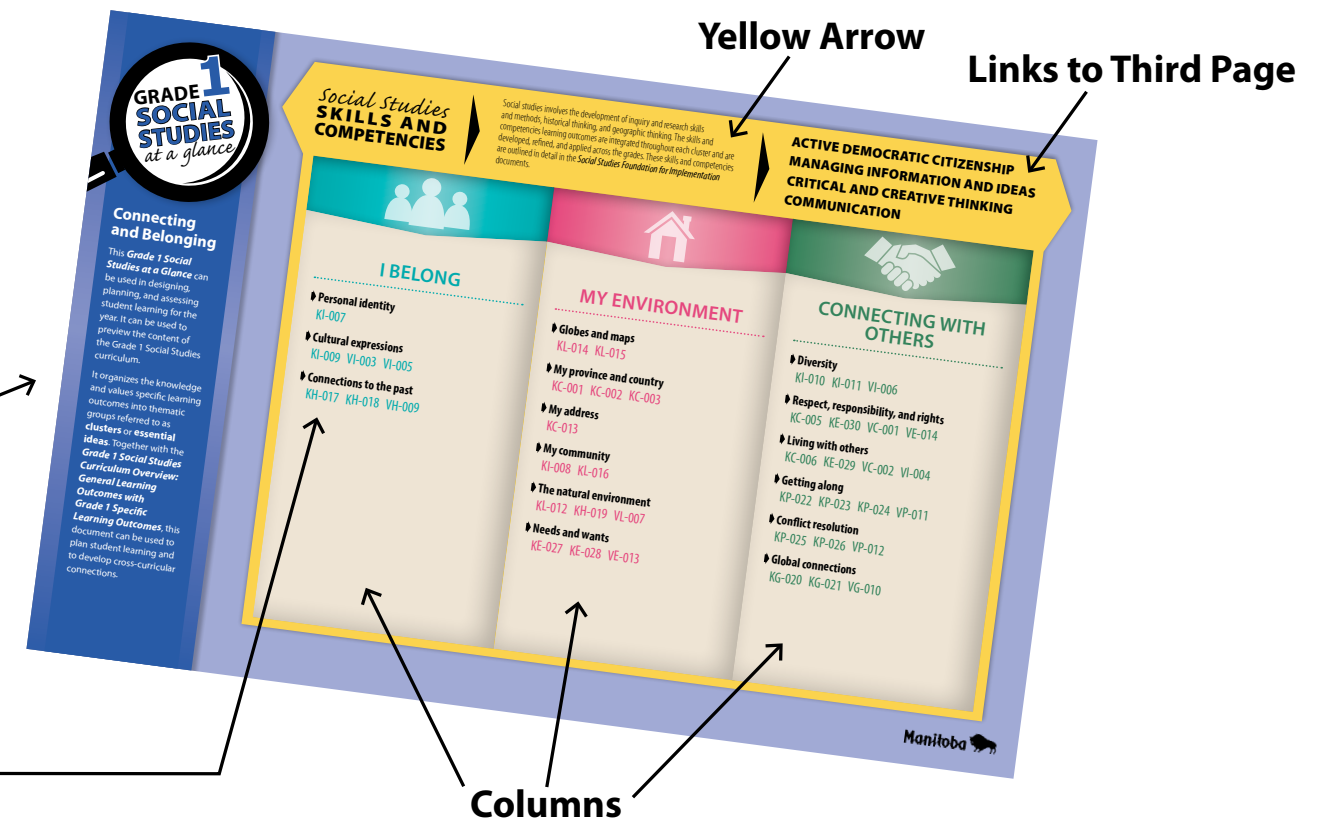 Yellow Arrow
Links to Third Page
GRADE 1
SOCIAL
STUDIES
at a glance
Connecting
and Belonging
This Grade 1 Social
Studies at a Glance can
be used in designing,
planning, and assessing
student learning for the
year. It can be used to
preview the content of
the Grade 1 Social Studies
curriculum.
It organizes the knowledge
and values specific learning
outcomes into thematic
groups referred to as
clusters or essential
ideas. Together with the
Grade 1 Social Studies
Curriculum Overview:
General Learning
Outcomes with
Grade 1 Specific
Learning Outcomes, this
document can be used to
plan student learning and
to develop cross-curricular
connections.
Social Studies
SKILLS AND
COMPETENCIES
Social studies involves the development of inquiry and research skills
and methods, historical thinking, and geographic thinking. The skills and
competencies learning outcomes are integrated throughout each cluster and are
developed, refined, and applied across the grades. These skills and competencies
are outlined in detail in the Social Studies Foundation for Implementation
documents.
ACTIVE DEMOCRATIC CITIZENSHIP
MANAGING INFORMATION AND IDEAS
CRITICAL AND CREATIVE THINKING
COMMUNICATION
I BELONG
Personal identity
KI-007
Cultural expressions
KI-009 VI-003 VI-005
Connections to the past
KH-017 KH-018 VH-009
MY ENVIRONMENT
Globes and maps
KL-014 KL-015
My province and country
KC-001 KC-002 KC-003
My address
KC-013
My community
KI-008 KL-016
The natural environment
KL-012 KH-019 VL-007
Needs and wants
KE-027 KE-028 VE-013
CONNECTING WITH
OTHERS
Diversity
KI-010 KI-011 VI-006
Respect, responsibility, and rights
KC-005 KE-030 VC-001 VE-014
Living with others
KC-006 KE-029 VC-002 VI-004
Getting along
KP-022 KP-023 KP-024 VP-011
Conflict resolution
KP-025 KP-026 VP-012
Global connections
KG-020 KG-021 VG-010
Manitoba
Columns